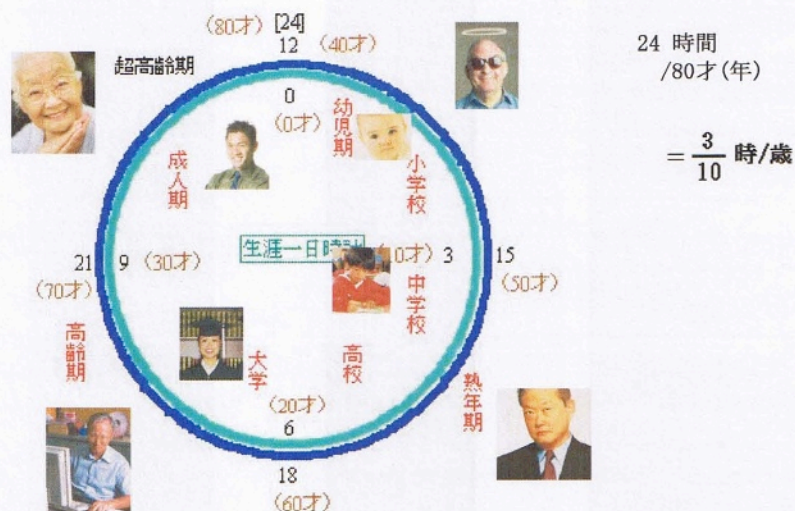 (80才) [24]
12 (40才)
超高齢期
0
(0才)
幼児期
成人期
小学校
24 時間
/80才(年)
= 3/10 時/歳
生涯一日時計
(10才) 3
15
(50才)
21
(70才)
9 (30才)
中学校
高齢期
大学
高校
熟年期
(20才)
6
18
(60才)